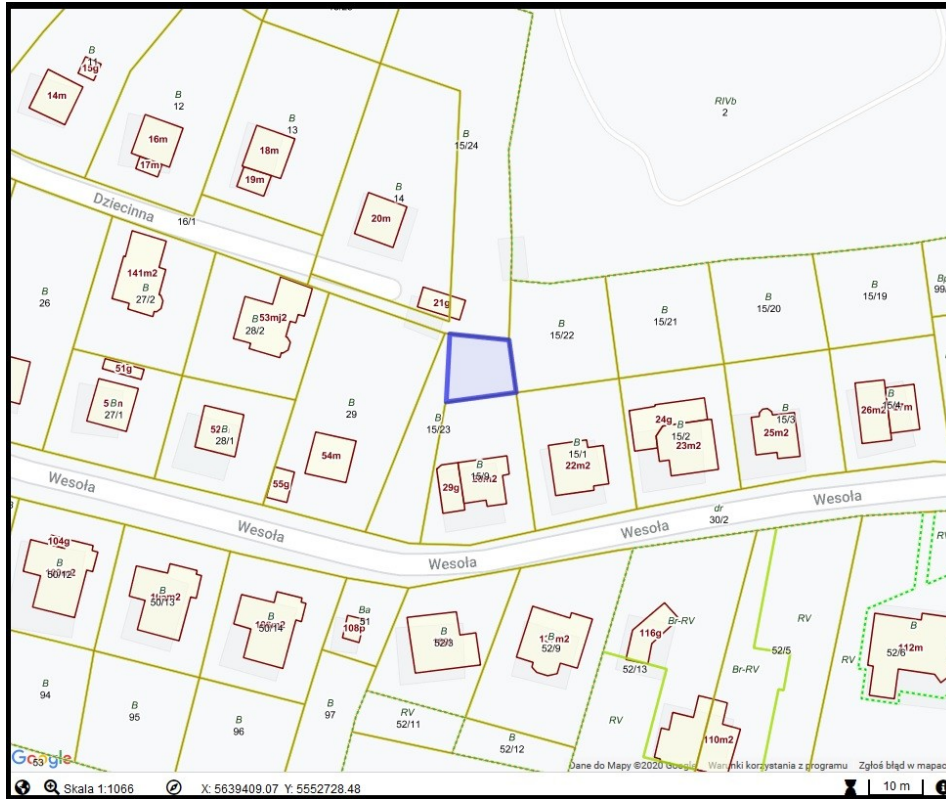 B
11
15g
14m
B
12
16m
17m
B
13
18m
19m
B
15/24
RIVb
2
B
14
20m
Dziecinna
16/1
141m2
B
27/2
B
26
53mj2
B
28/2
21g
B
15/22
B
15/21
B
15/20
B
15/19
51g
B
27/1
B
28/1
B
29
54m
55g
B
15/23
B
15/9
29g
B
15/1
22m2
24g
B
15/2
23m2
B
15/3
25m2
B
26m2
Wesoła
Wesoła
Wesoła
Wesoła
Wesoła
dr
30/2
104g
B
50/12
B
50/13
B
50/14
Ba
51
108p
B
52/3
B
52/9
116g
Br-RV
52/13
RV
RV
52/5
Br-RV
RV
B
52/6
112m
B
94
B
95
B
96
B
97
RV
52/11
B
52/12
RV
110m2
Google
53
Dane do Mapy ©2020 Google Warunki korzystania z programu Zgłoś błąd w mapach
Skala 1:1066 X: 5639409.07 Y: 5552728.48 10 m